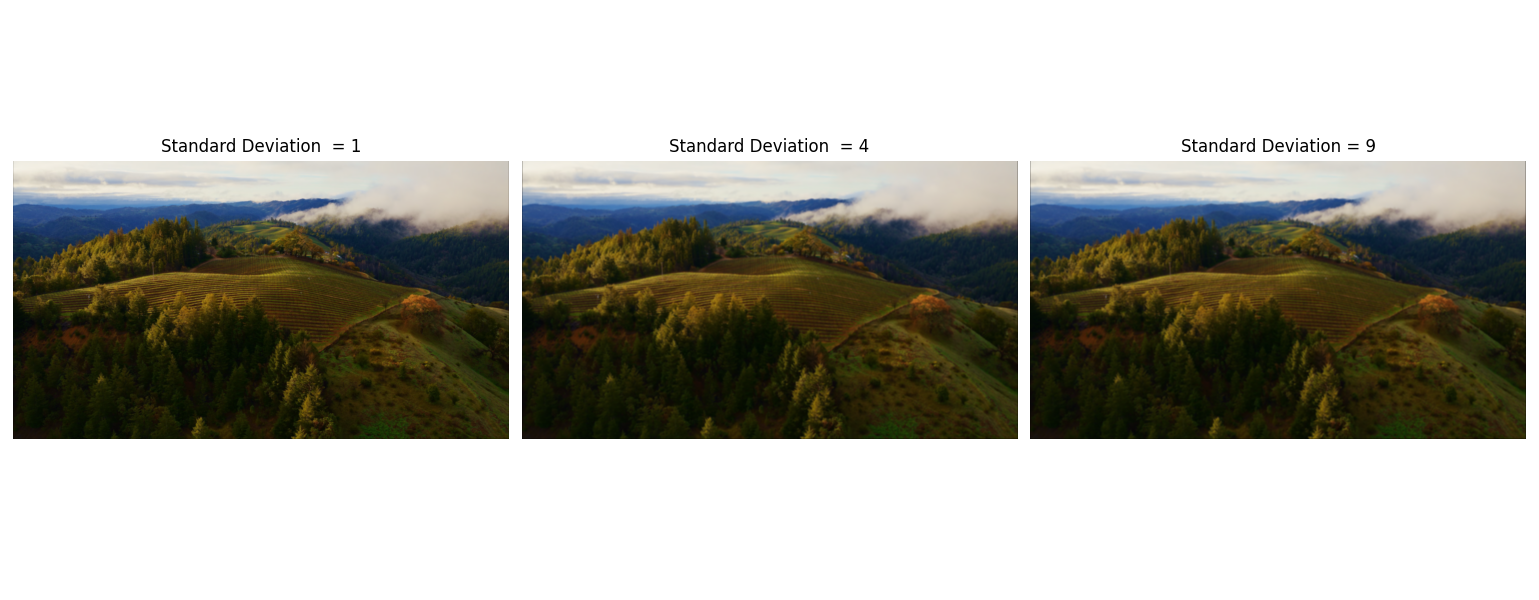 Standard Deviation  = 1
Standard Deviation  = 4
Standard Deviation = 9